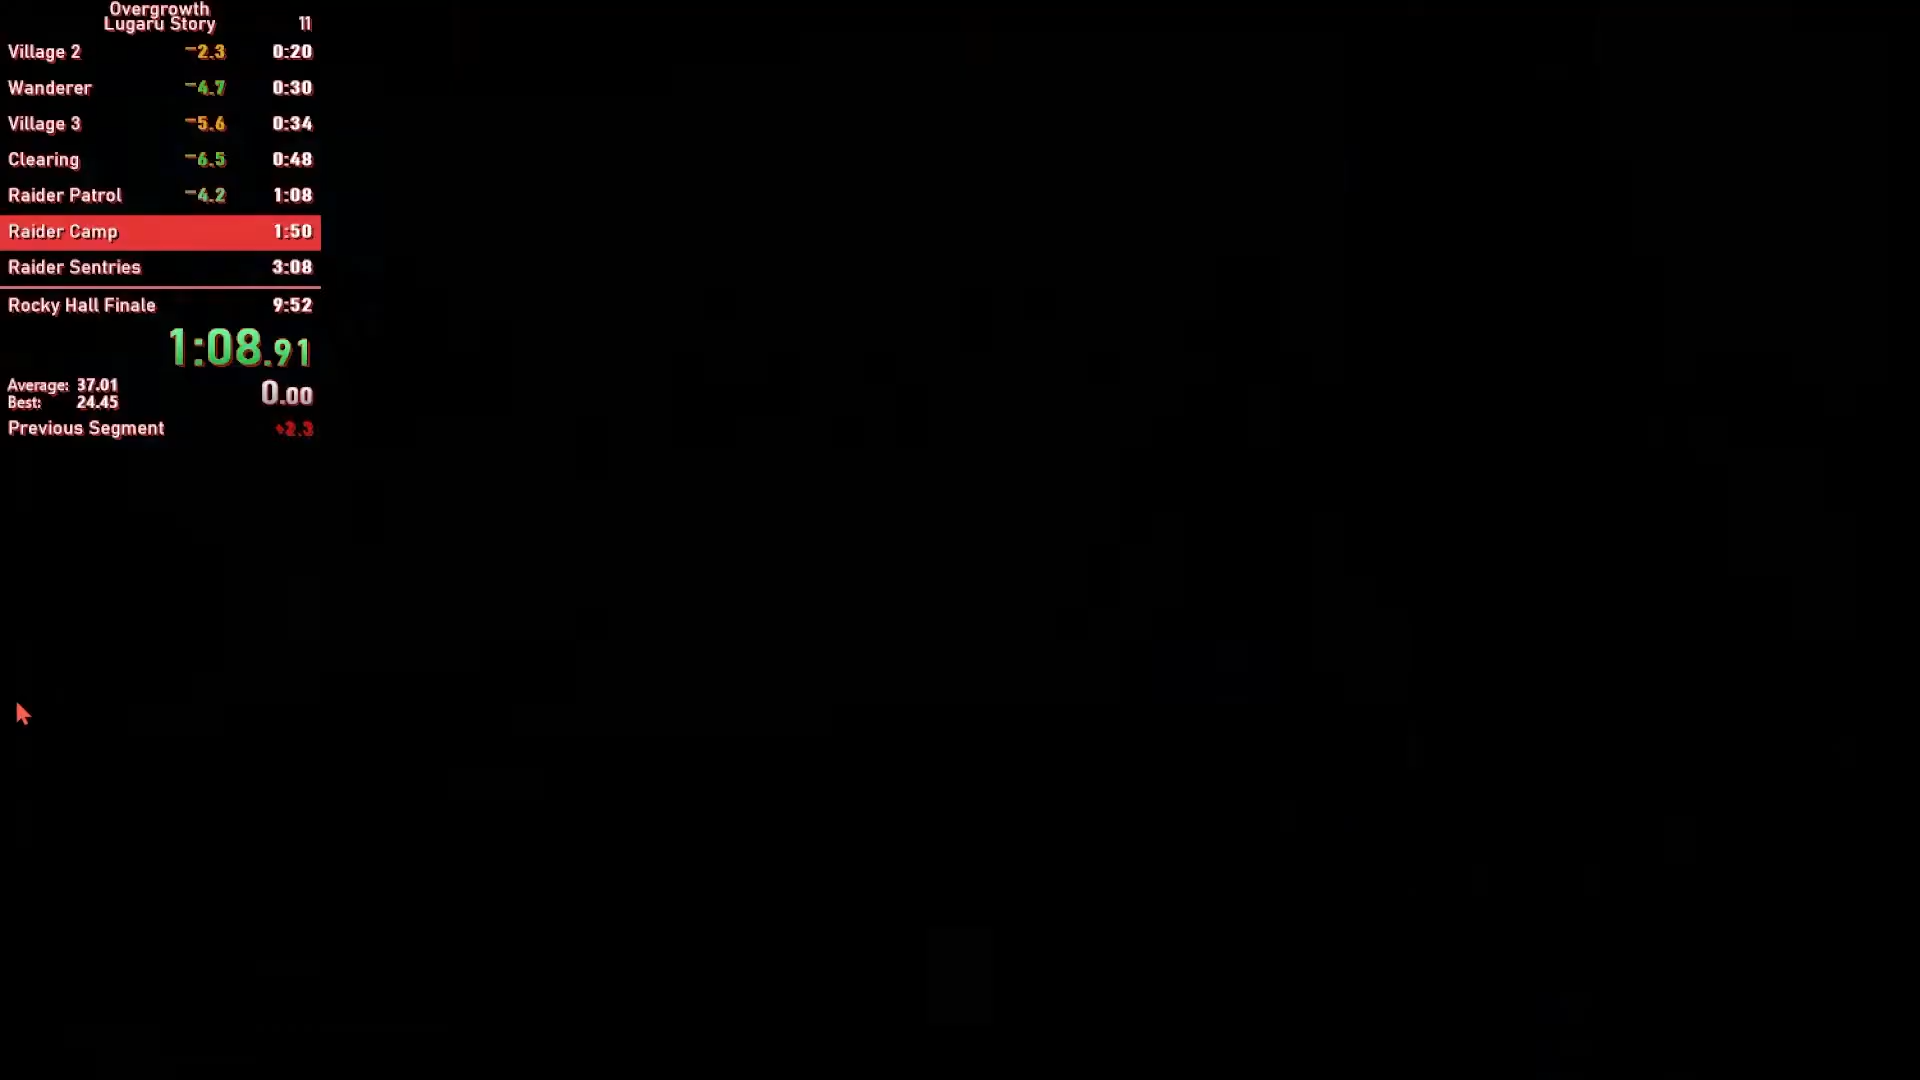 Overgrowth
Lugaru Story 11
Village 2 −2.3 0:20
Wanderer −4.7 0:30
Village 3 −5.6 0:34
Clearing −6.5 0:48
Raider Patrol −4.2 1:08
Raider Camp 1:50
Raider Sentries 3:08
Rocky Hall Finale 9:52
1:08.91
Average: 37.01
Best: 24.45
0.00
Previous Segment +2.3